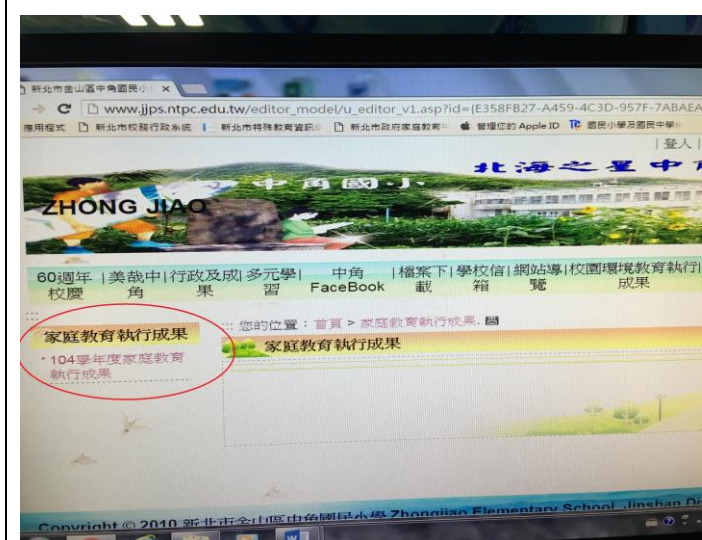 新北市金山區中角國民小
www.jjps.ntpc.edu.tw/editor_model/u_editor_v1.asp?id={E358FB27-A459-4C3D-957F-7ABAEA
應用程式 新北市校務行政系統 新北市特殊教育資訊 新北市政府家庭教育 管理您的 Apple ID 國民小學及國民中學
|登入|
中角國小
北海之星中
ZHONG JIAO
60週年校慶|美哉中角|行政及成果|多元學習|中角FaceBook|檔案下載|學校信箱|網站導覽|校園環境教育執行成果|
家庭教育執行成果
104學年度家庭教育
執行成果
您的位置：首頁 > 家庭教育執行成果.
家庭教育執行成果
Copyright © 2010 新北市金山區中角國民小學 Zhongjiao Elementary School, Jinshan Di